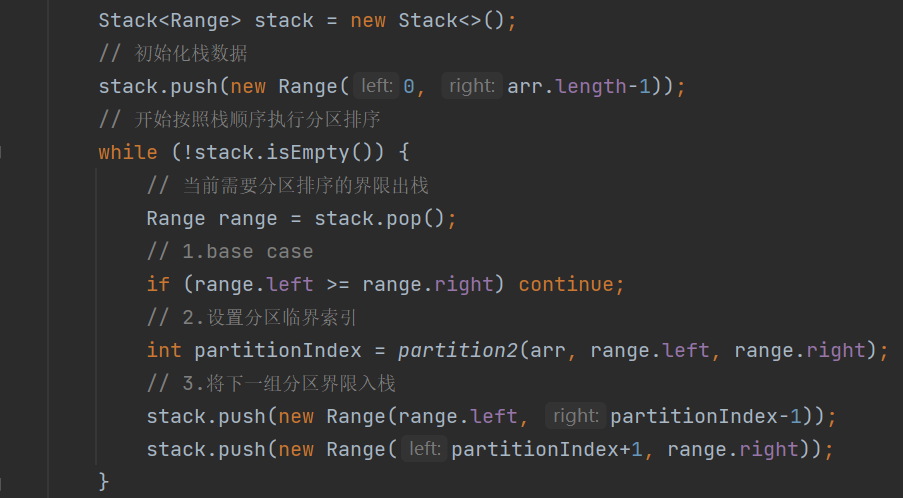 Stack<Range> stack = new Stack<>();
// 初始化栈数据
stack.push(new Range( left: 0, right: arr.length-1));
// 开始按照栈顺序执行分区排序
while (!stack.isEmpty()) {
// 当前需要分区排序的界限出栈
Range range = stack.pop();
// 1.base case
if (range.left >= range.right) continue;
// 2.设置分区临界索引
int partitionIndex = partition2(arr, range.left, range.right);
// 3.将下一组分区界限入栈
stack.push(new Range(range.left, right: partitionIndex-1));
stack.push(new Range( left: partitionIndex+1, range.right));
}